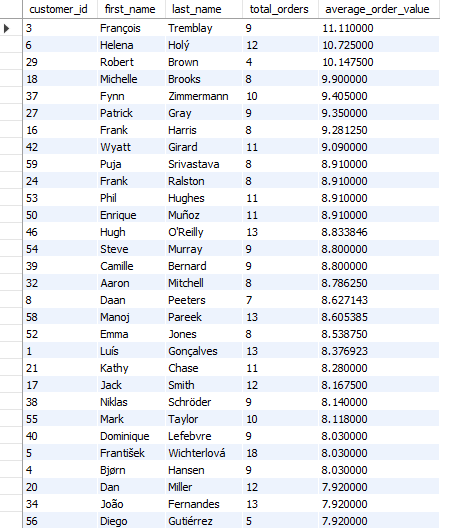 customer_id first_name last_name total_orders average_order_value
3 François Tremblay 9 11.110000
6 Helena Holý 12 10.725000
29 Robert Brown 4 10.147500
18 Michelle Brooks 8 9.900000
37 Fynn Zimmermann 10 9.405000
27 Patrick Gray 9 9.350000
16 Frank Harris 8 9.281250
42 Wyatt Girard 11 9.090000
59 Puja Srivastava 8 8.910000
24 Frank Ralston 8 8.910000
53 Phil Hughes 11 8.910000
50 Enrique Muñoz 11 8.910000
46 Hugh O'Reilly 13 8.833846
54 Steve Murray 9 8.800000
39 Camille Bernard 9 8.800000
32 Aaron Mitchell 8 8.786250
8 Daan Peeters 7 8.627143
58 Manoj Pareek 13 8.605385
52 Emma Jones 8 8.538750
1 Luís Gonçalves 13 8.376923
21 Kathy Chase 11 8.280000
17 Jack Smith 12 8.167500
38 Niklas Schröder 9 8.140000
55 Mark Taylor 10 8.118000
40 Dominique Lefebvre 9 8.030000
5 František Wichterlová 18 8.030000
4 Bjørn Hansen 9 8.030000
20 Dan Miller 12 7.920000
34 João Fernandes 13 7.920000
56 Diego Gutiérrez 5 7.920000